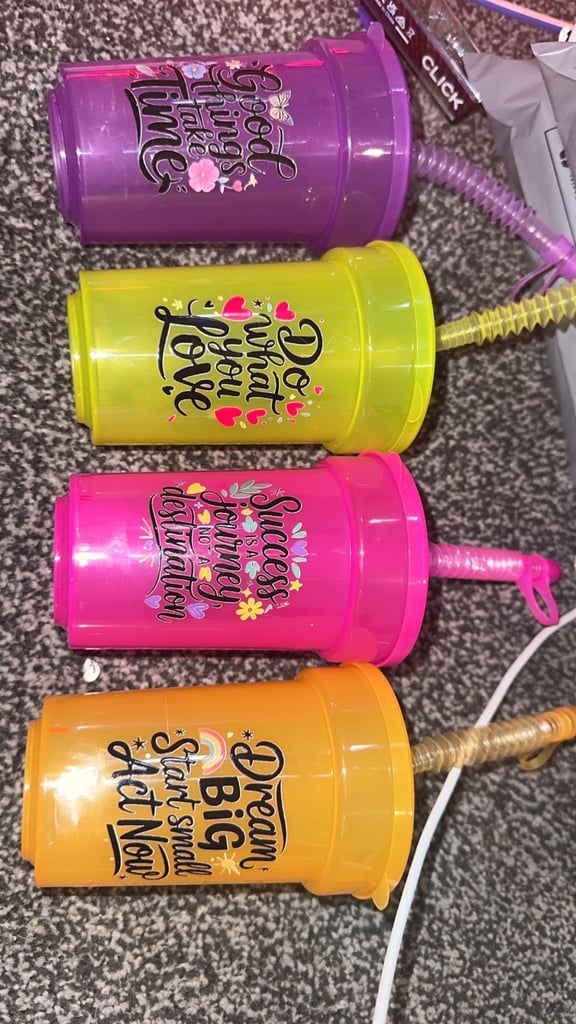 Good
things
take
Time
Do
what
you
Love
Success
IS A
journey
NOT A
destination
Dream
BiG
Start small
Act Now
CLICK